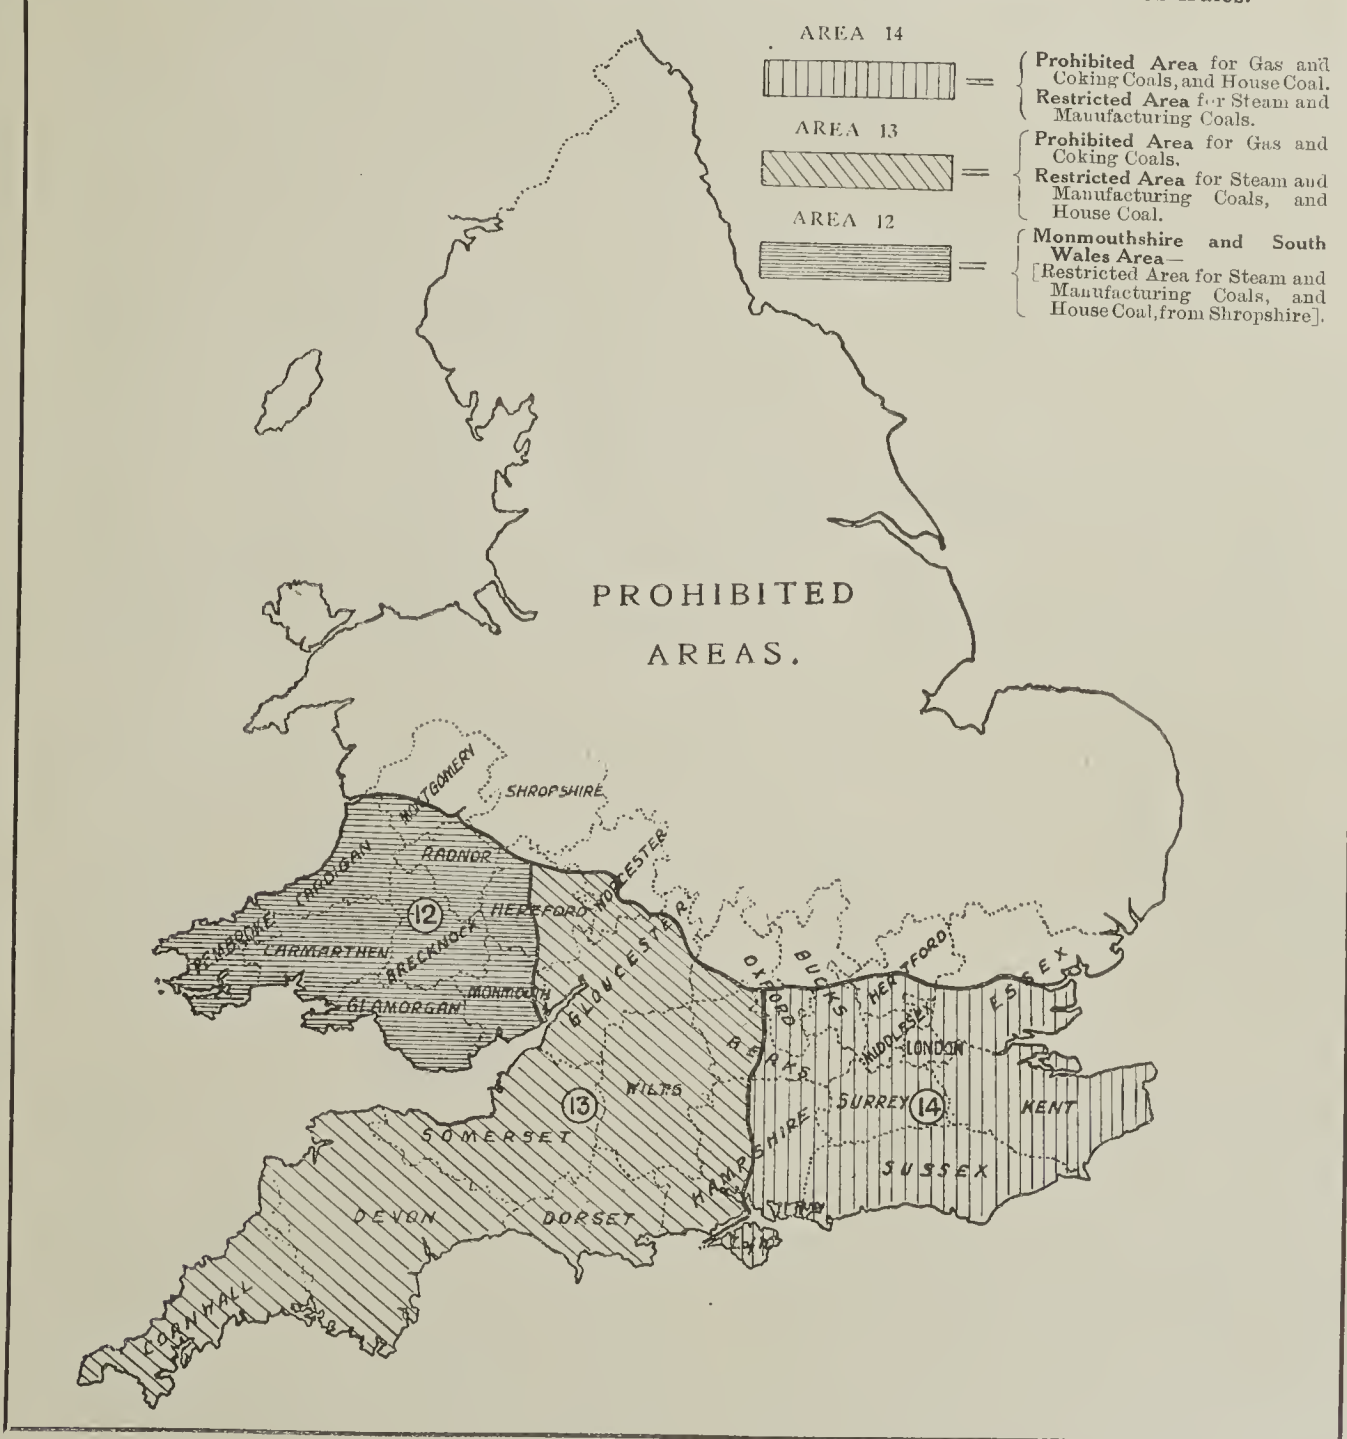 AREA 14
Prohibited Area for Gas and
Coking Coals, and House Coal.
Restricted Area for Steam and
Manufacturing Coals.
AREA 13
Prohibited Area for Gas and
Coking Coals.
Restricted Area for Steam and
Manufacturing Coals, and
House Coal.
AREA 12
Monmouthshire and South
Wales Area—
[Restricted Area for Steam and
Manufacturing Coals, and
House Coal, from Shropshire].
PROHIBITED
AREAS.
MONTGOMERY
SHROPSHIRE
RADNOR
WORCESTER
CARDIGAN
12
HEREFORD
PEMBROKE
CARMARTHEN
BRECKNOCK
GLOUCESTER
MONMOUTH
GLAMORGAN
OXFORD
BUCKS
HERTFORD
ESSEX
MIDDLESEX
LONDON
BERKS
WILTS
13
SURREY
14
KENT
SOMERSET
HAMPSHIRE
SUSSEX
DEVON
DORSET
CORNWALL